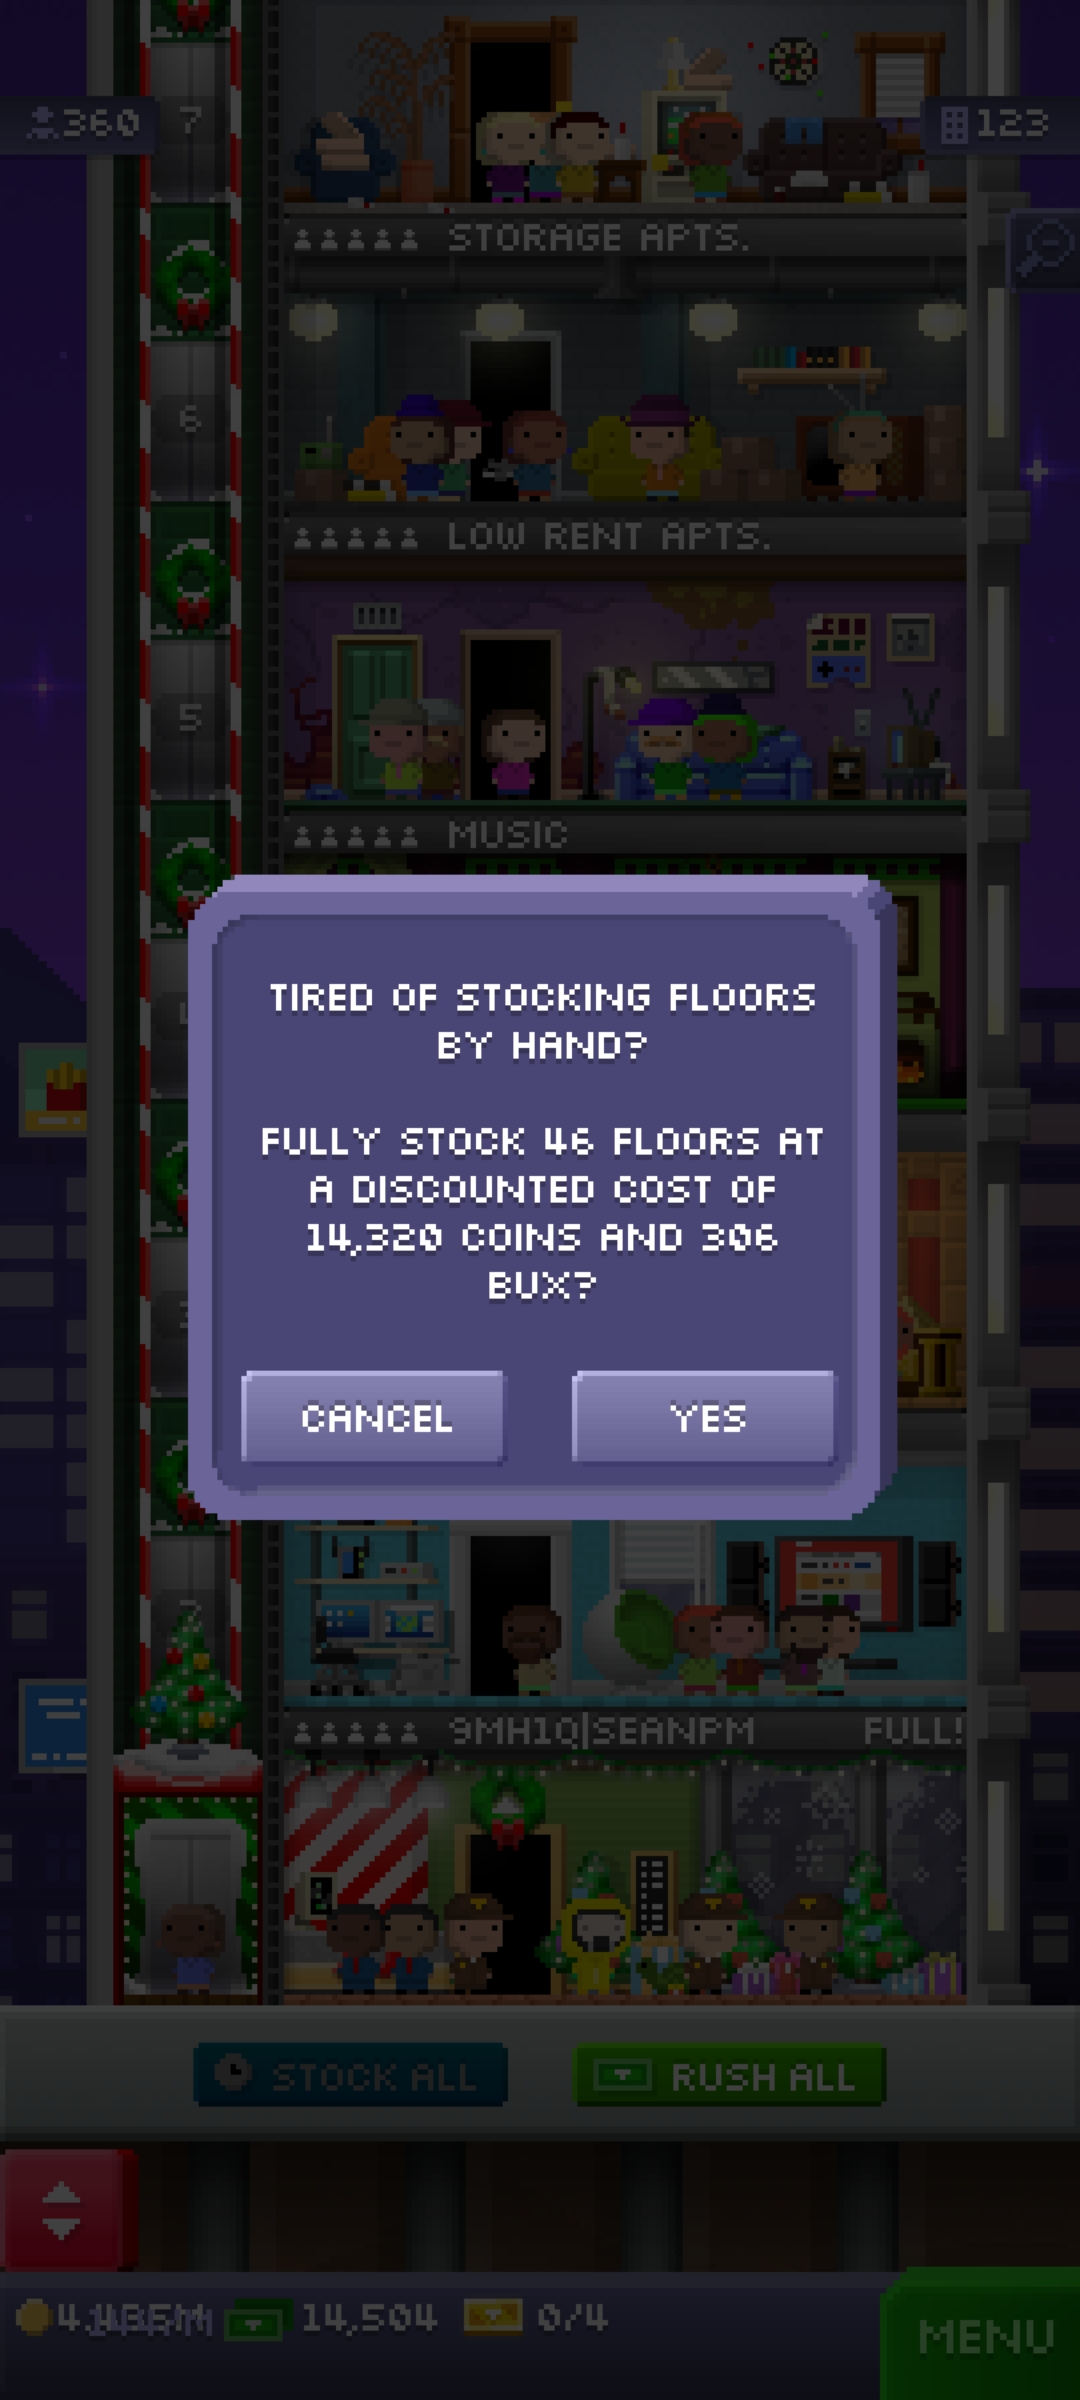 7
360
123
STORAGE APTS.
6
LOW RENT APTS.
5
MUSIC
TIRED OF STOCKING FLOORS
BY HAND?
FULLY STOCK 46 FLOORS AT
A DISCOUNTED COST OF
14,320 COINS AND 306
BUX?
CANCEL
YES
9MH1Q|SEANPM
FULL!
STOCK ALL
RUSH ALL
14,504
0/4
MENU